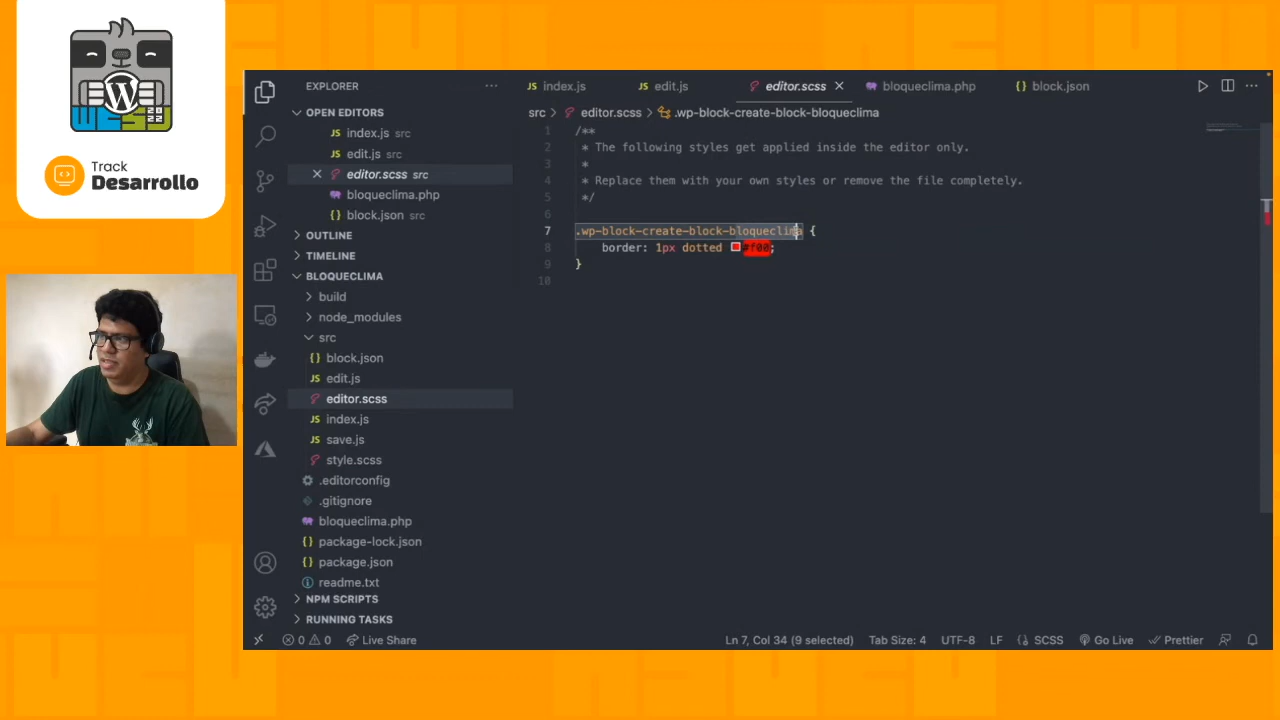 W
WCSS
2022
Track
Desarrollo
EXPLORER
OPEN EDITORS
JS index.js src
JS edit.js src
editor.scss src
bloqueclima.php
{} block.json src
OUTLINE
TIMELINE
BLOQUECLIMA
build
node_modules
src
{} block.json
JS edit.js
editor.scss
JS index.js
JS save.js
style.scss
.editorconfig
.gitignore
bloqueclima.php
{} package-lock.json
{} package.json
readme.txt
NPM SCRIPTS
RUNNING TASKS
JS index.js
JS edit.js
editor.scss
bloqueclima.php
{} block.json
src > editor.scss > .wp-block-create-block-bloqueclima
1 /**
2 * The following styles get applied inside the editor only.
3 *
4 * Replace them with your own styles or remove the file completely.
5 */
6
7 .wp-block-create-block-bloqueclima {
8 border: 1px dotted #f00;
9 }
10
0 0 Live Share
Ln 7, Col 34 (9 selected) Tab Size: 4 UTF-8 LF SCSS Go Live Prettier